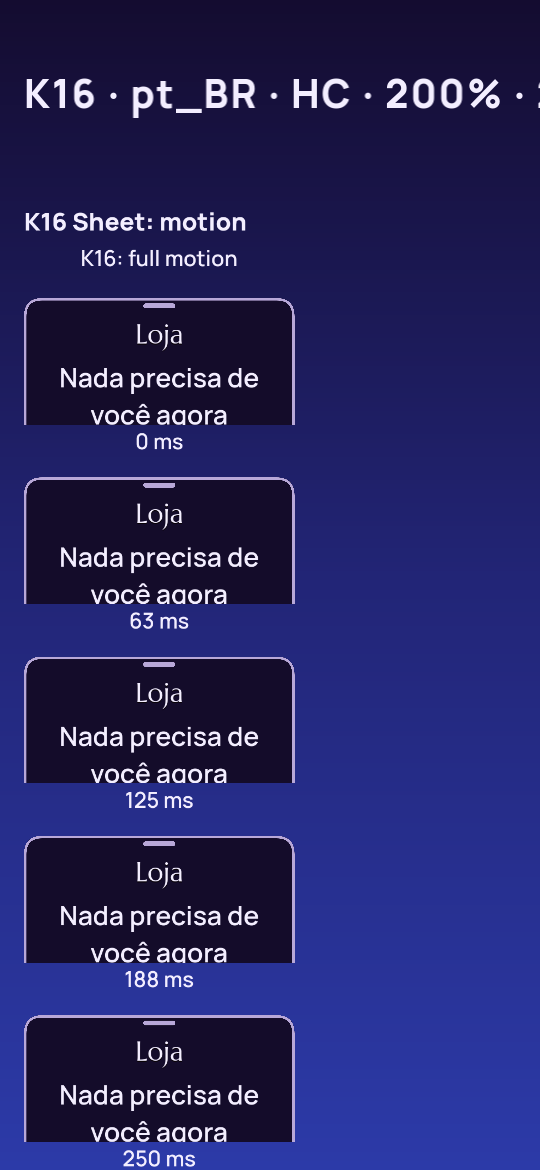 K16 · pt_BR · HC · 200% ·
K16 Sheet: motion
K16: full motion
Loja
Nada precisa de
você agora
0 ms
Loja
Nada precisa de
você agora
63 ms
Loja
Nada precisa de
você agora
125 ms
Loja
Nada precisa de
você agora
188 ms
Loja
Nada precisa de
você agora
250 ms